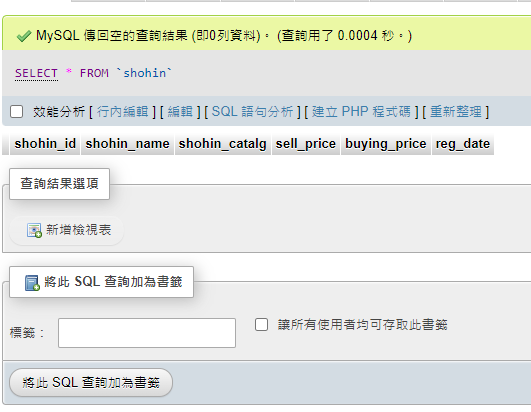 MySQL 傳回空的查詢結果 (即0列資料)。 (查詢用了 0.0004 秒。)
SELECT * FROM `shohin`
效能分析 [ 行內編輯 ] [ 編輯 ] [ SQL 語句分析 ] [ 建立 PHP 程式碼 ] [ 重新整理 ]
shohin_id shohin_name shohin_catalg sell_price buying_price reg_date
查詢結果選項
新增檢視表
將此 SQL 查詢加為書籤
標籤： 讓所有使用者均可存取此書籤
將此 SQL 查詢加為書籤